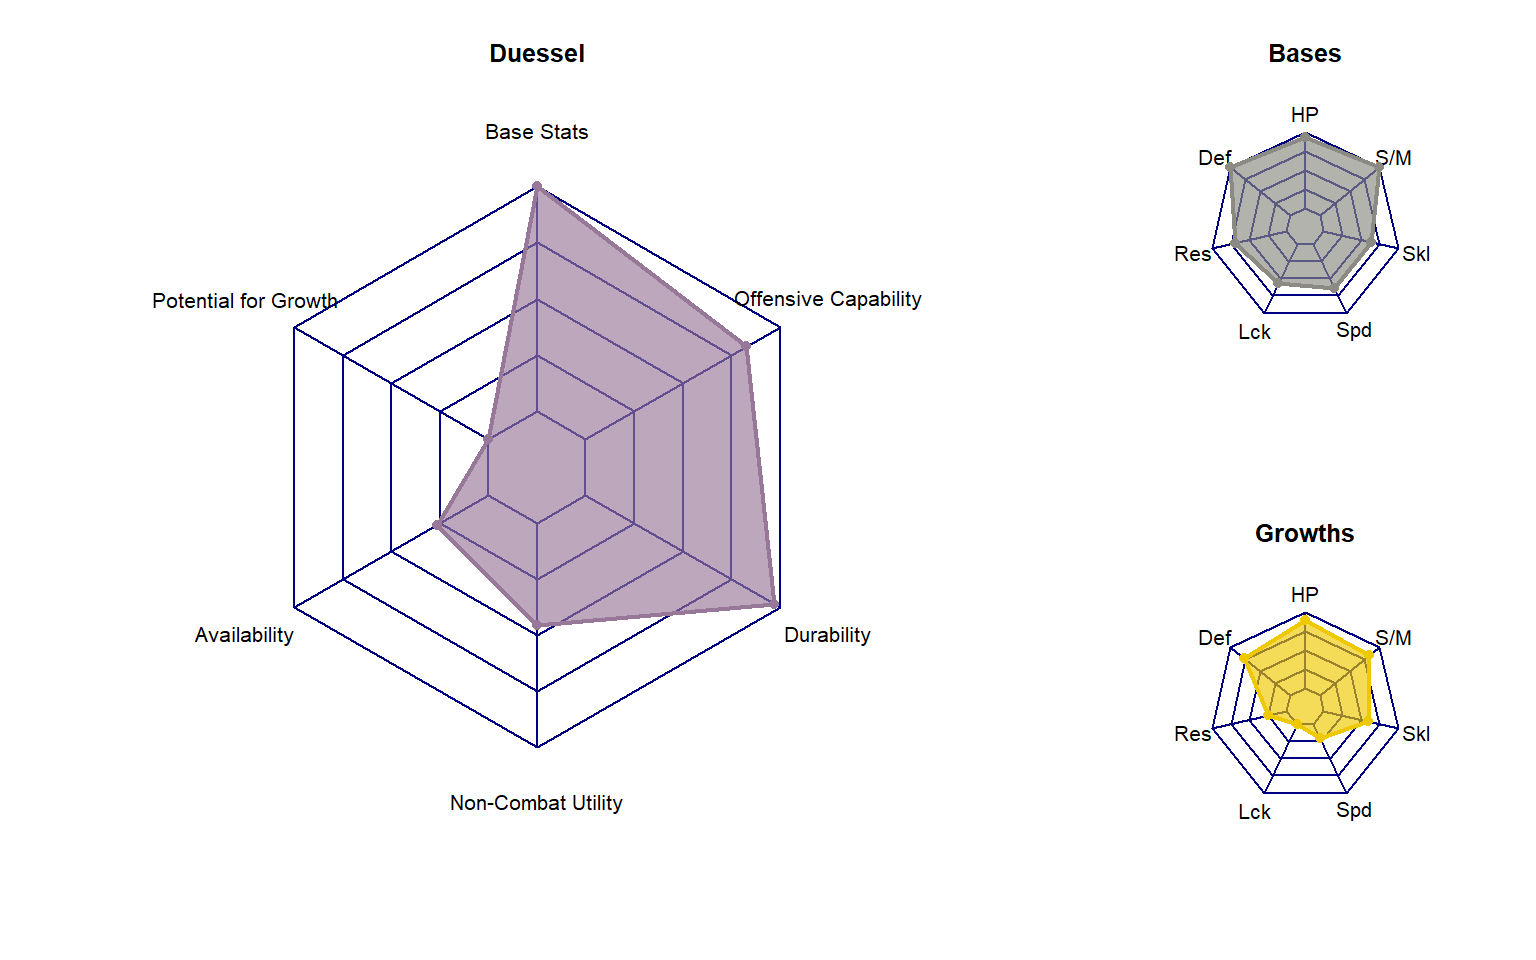 Duessel
Base Stats
Potential for Growth
Offensive Capability
Availability
Durability
Non-Combat Utility
Bases
HP
Def
S/M
Res
Skl
Lck
Spd
Growths
HP
Def
S/M
Res
Skl
Lck
Spd